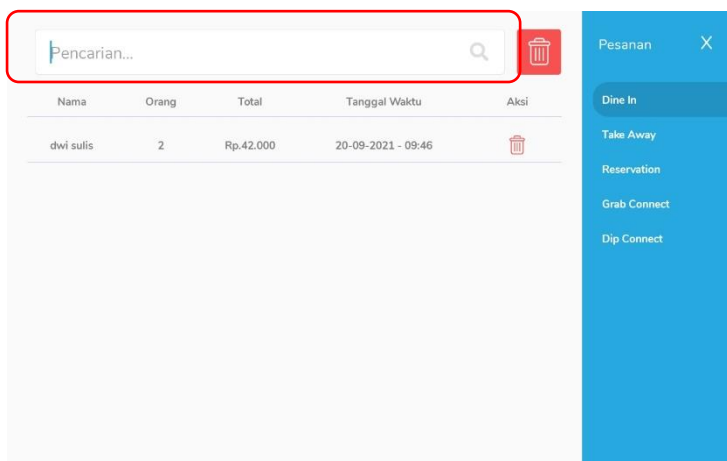 Pencarian...
Nama Orang Total Tanggal Waktu Aksi
dwi sulis 2 Rp.42.000 20-09-2021 - 09:46
Pesanan X
Dine In
Take Away
Reservation
Grab Connect
Dip Connect